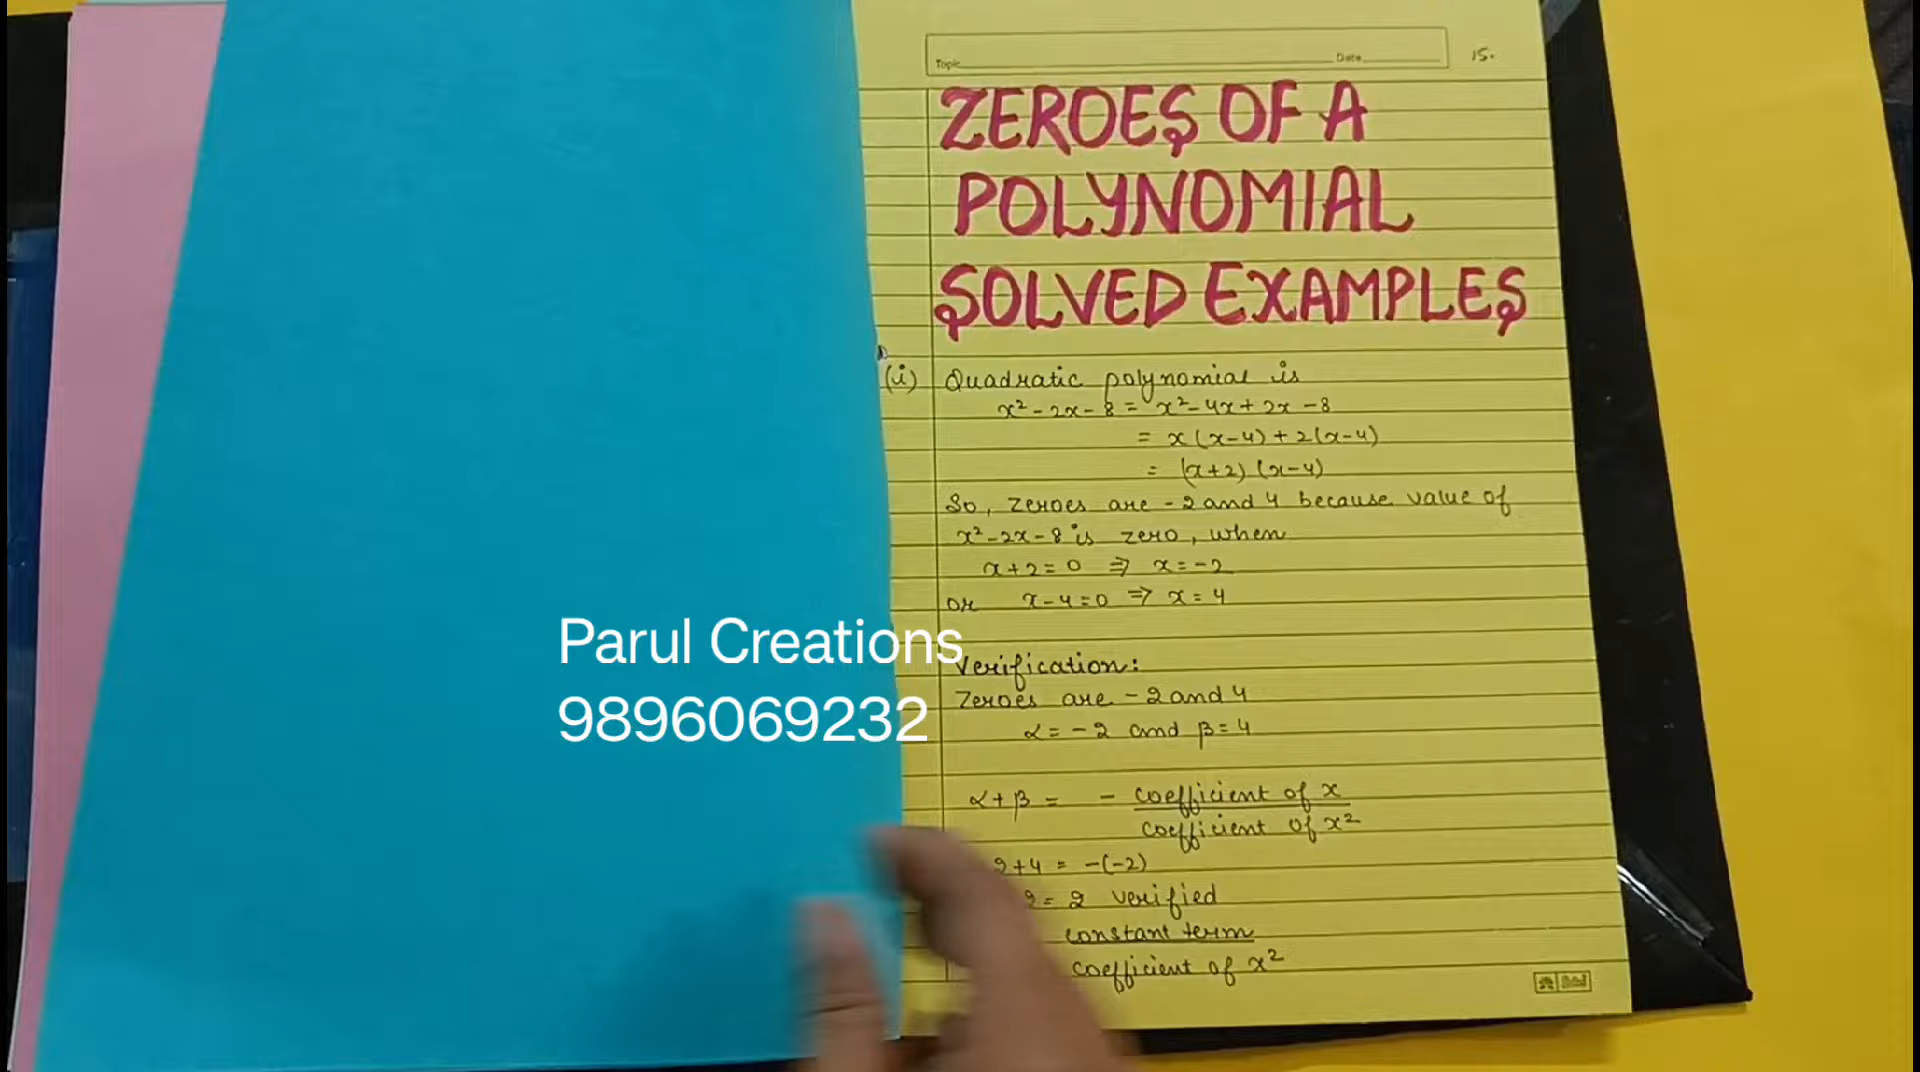 Topic Date 15.
ZEROES OF A
POLYNOMIAL
SOLVED EXAMPLES
(i) Quadratic polynomial is
x² - 2x - 8 = x² - 4x + 2x - 8
= x(x-4) + 2(x-4)
= (x+2) (x-4)
So, zeroes are -2 and 4 because value of
x² - 2x - 8 is zero, when
x + 2 = 0 ⇒ x = -2
or x - 4 = 0 ⇒ x = 4
Parul Creations
9896069232
Verification:
Zeroes are -2 and 4
α = -2 and β = 4
α + β = - coefficient of x
coefficient of x²
2 + 4 = -(-2)
2 = 2 verified
constant term
coefficient of x²